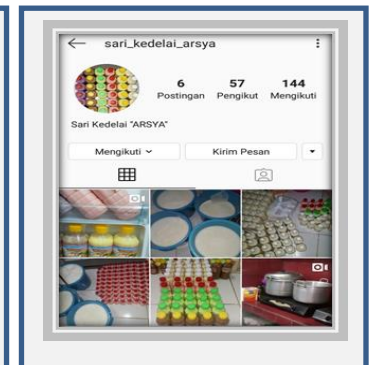 sari_kedelai_arsya
6 57 144
Postingan Pengikut Mengikuti
Sari Kedelai "ARSYA"
Mengikuti Kirim Pesan